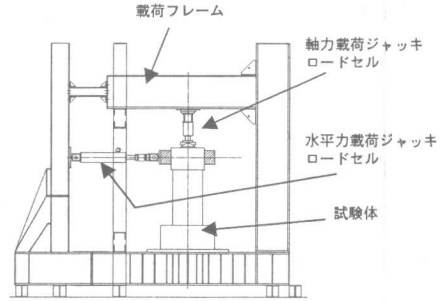 載荷フレーム
軸力載荷ジャッキ
ロードセル
水平力載荷ジャッキ
ロードセル
試験体